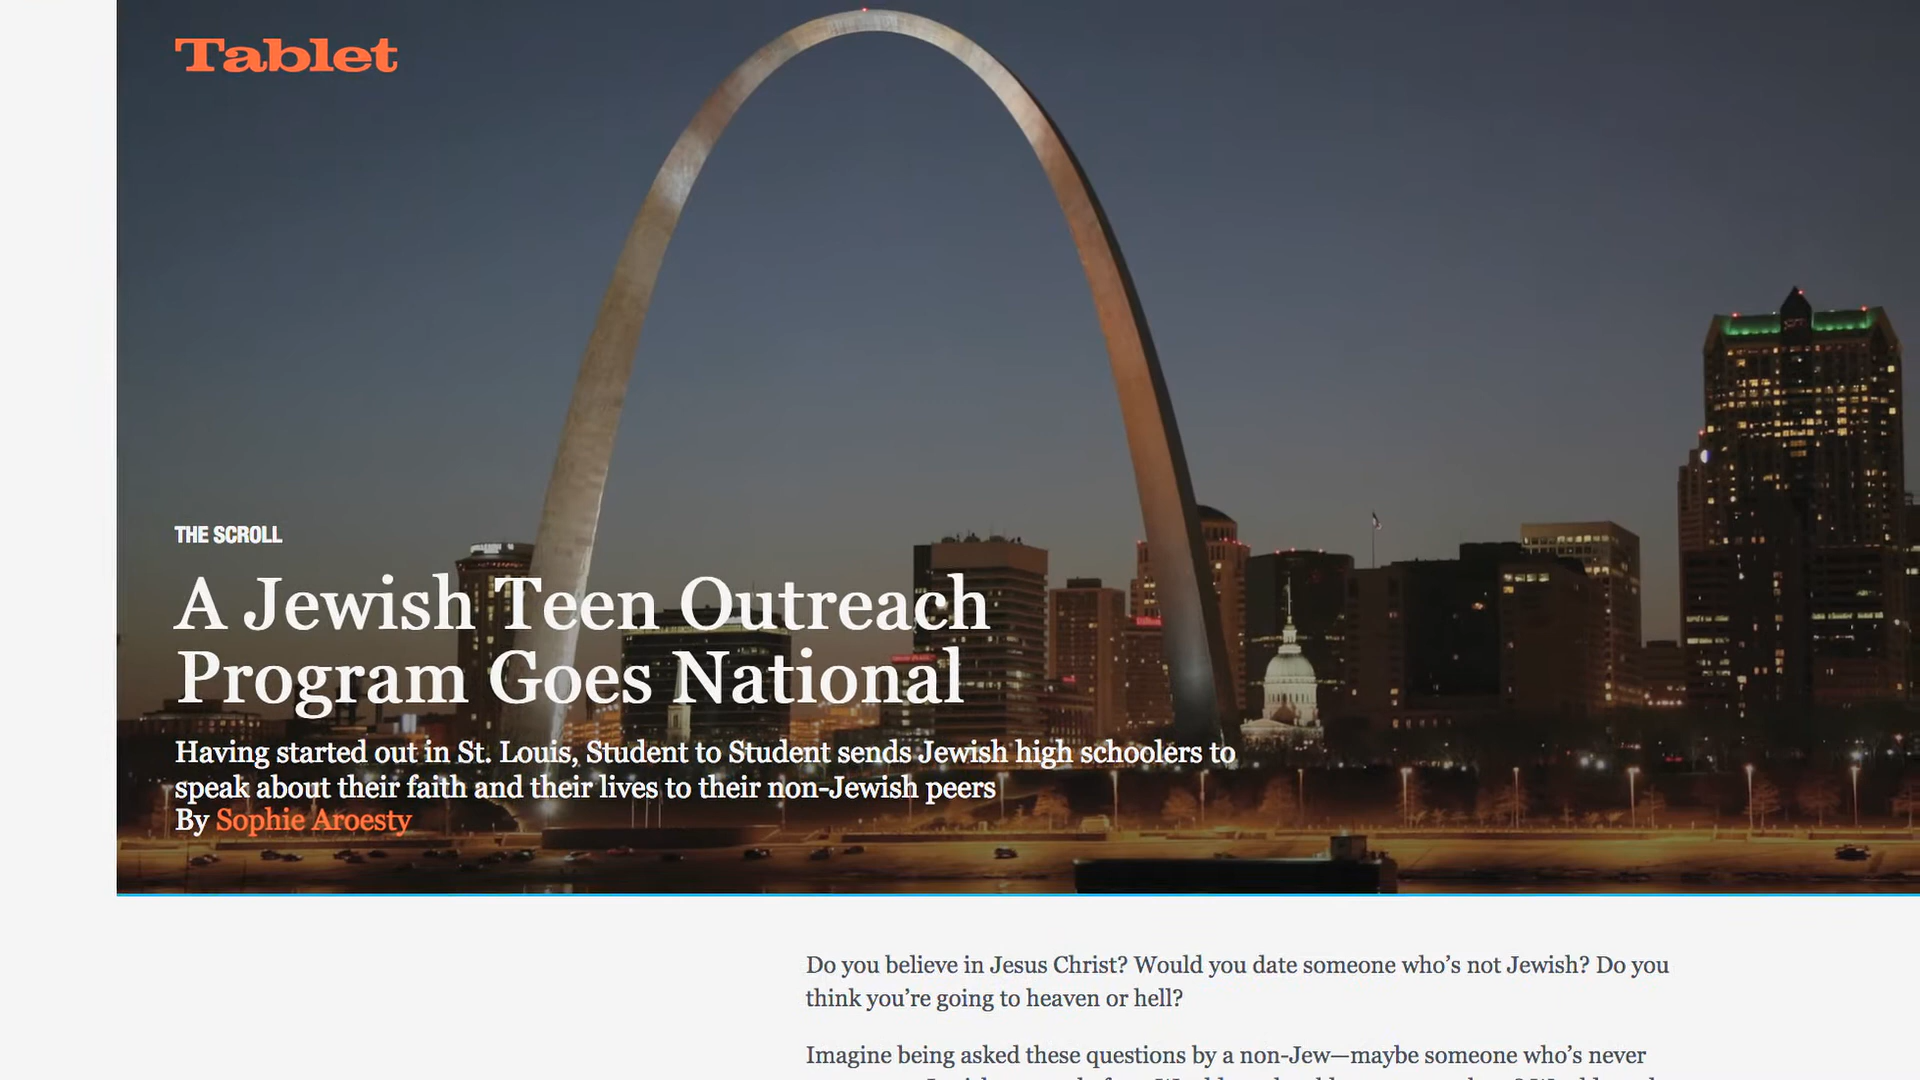 Tablet
THE SCROLL
A Jewish Teen Outreach
Program Goes National
Having started out in St. Louis, Student to Student sends Jewish high schoolers to
speak about their faith and their lives to their non-Jewish peers
By Sophie Aroesty
Do you believe in Jesus Christ? Would you date someone who’s not Jewish? Do you
think you’re going to heaven or hell?
Imagine being asked these questions by a non-Jew—maybe someone who’s never